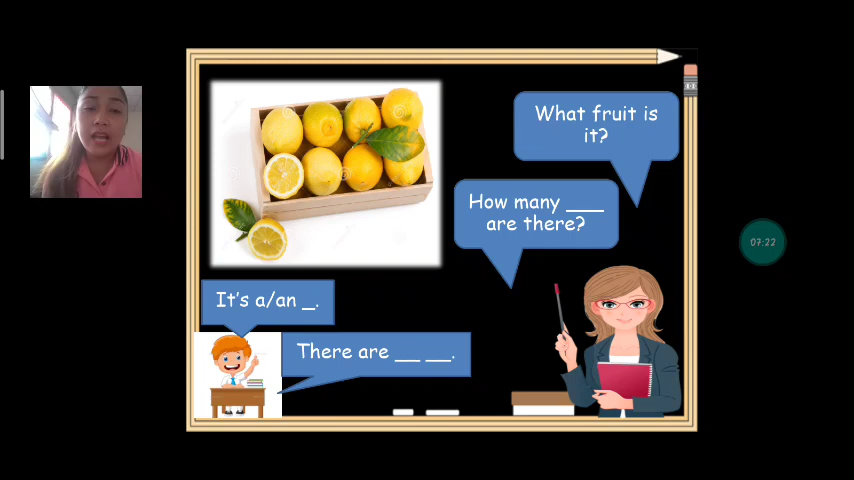 What fruit is
it?
How many ___
are there?
It's a/an _.
There are __ __.
07:22